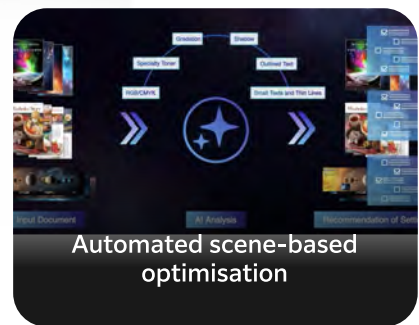 Gradation
Shadow
Specialty Toner
Outlined Text
RGB/CMYK
Small Texts and Thin Lines
Input Document
AI Analysis
Recommendation of Setti
Automated scene-based
optimisation